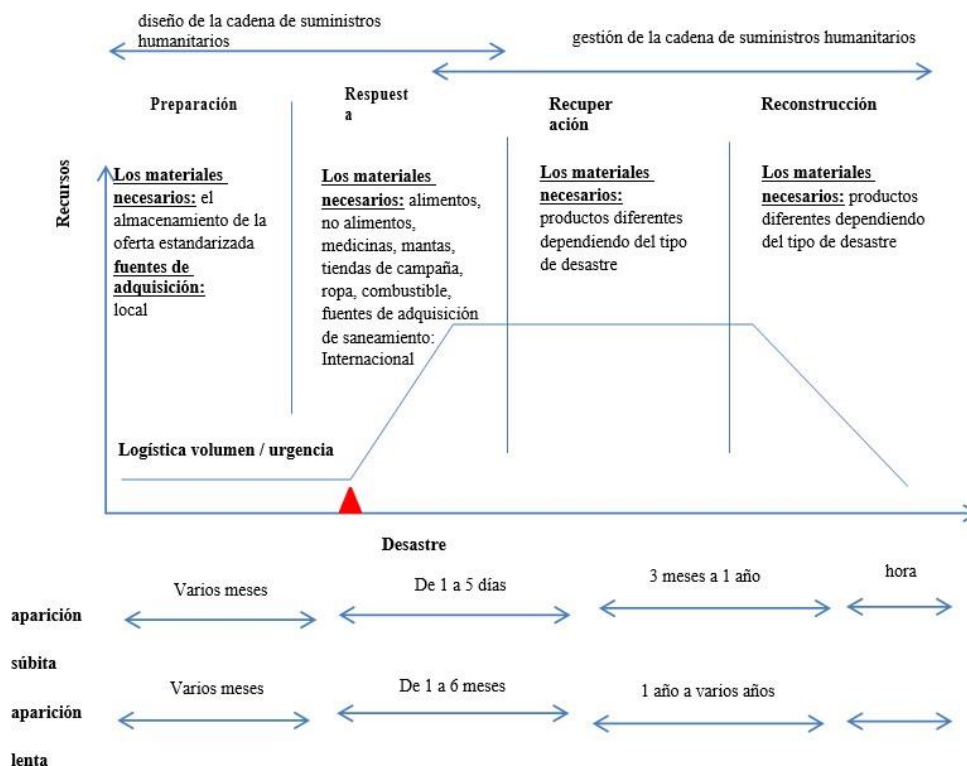 diseño de la cadena de suministros
humanitarios
gestión de la cadena de suministros humanitarios
Preparación
Respuest
a
Recuper
ación
Reconstrucción
Recursos
Los materiales
necesarios: el
almacenamiento de la
oferta estandarizada
fuentes de
adquisición:
local
Los materiales
necesarios: alimentos,
no alimentos,
medicinas, mantas,
tiendas de campaña,
ropa, combustible,
fuentes de adquisición
de saneamiento:
Internacional
Los materiales
necesarios:
productos diferentes
dependiendo del tipo
de desastre
Los materiales
necesarios: productos
diferentes dependiendo
del tipo de desastre
Logística volumen / urgencia
Desastre
aparición
súbita
Varios meses
De 1 a 5 días
3 meses a 1 año
hora
aparición
lenta
Varios meses
De 1 a 6 meses
1 año a varios años